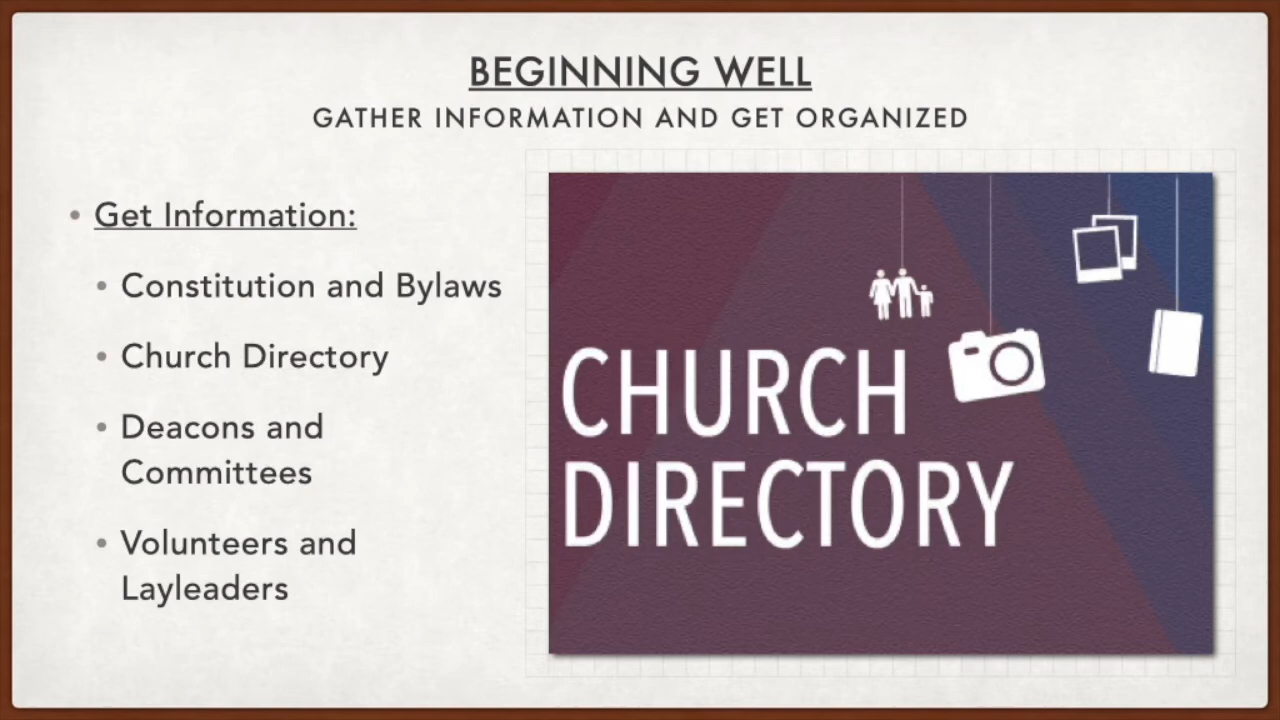 BEGINNING WELL
GATHER INFORMATION AND GET ORGANIZED
• Get Information:
• Constitution and Bylaws
• Church Directory
• Deacons and
Committees
• Volunteers and
Layleaders
CHURCH
DIRECTORY